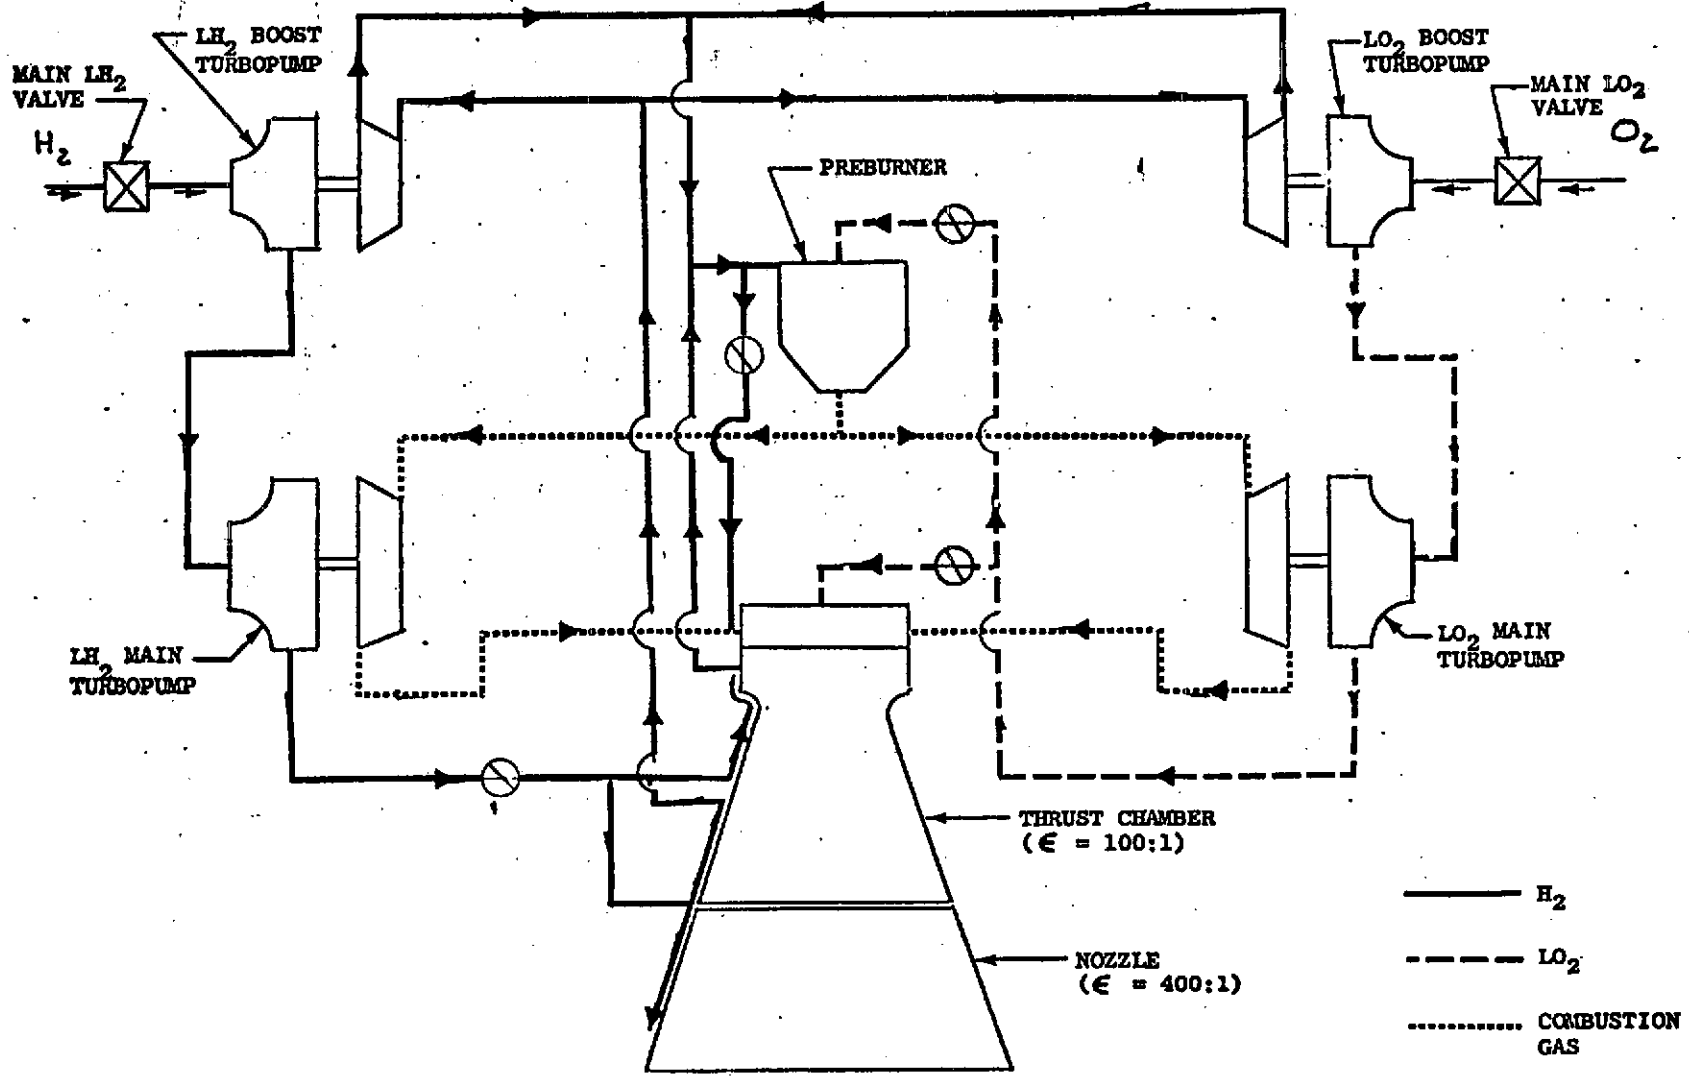 LH2 BOOST
TURBOPUMP
MAIN LH2
VALVE
H2
LO2 BOOST
TURBOPUMP
MAIN LO2
VALVE
O2
PREBURNER
LH2 MAIN
TURBOPUMP
LO2 MAIN
TURBOPUMP
THRUST CHAMBER
(ϵ = 100:1)
NOZZLE
(ϵ = 400:1)
H2
LO2
COMBUSTION
GAS